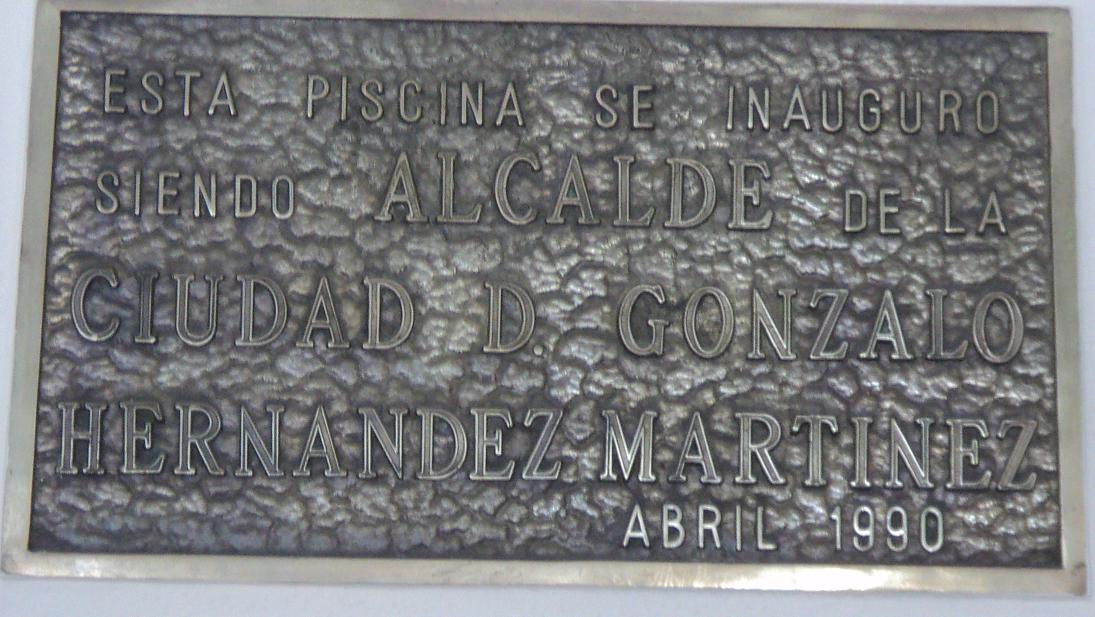 ESTA PISCINA SE INAUGURO
SIENDO ALCALDE DE LA
CIUDAD D. GONZALO
HERNANDEZ MARTINEZ
ABRIL 1990